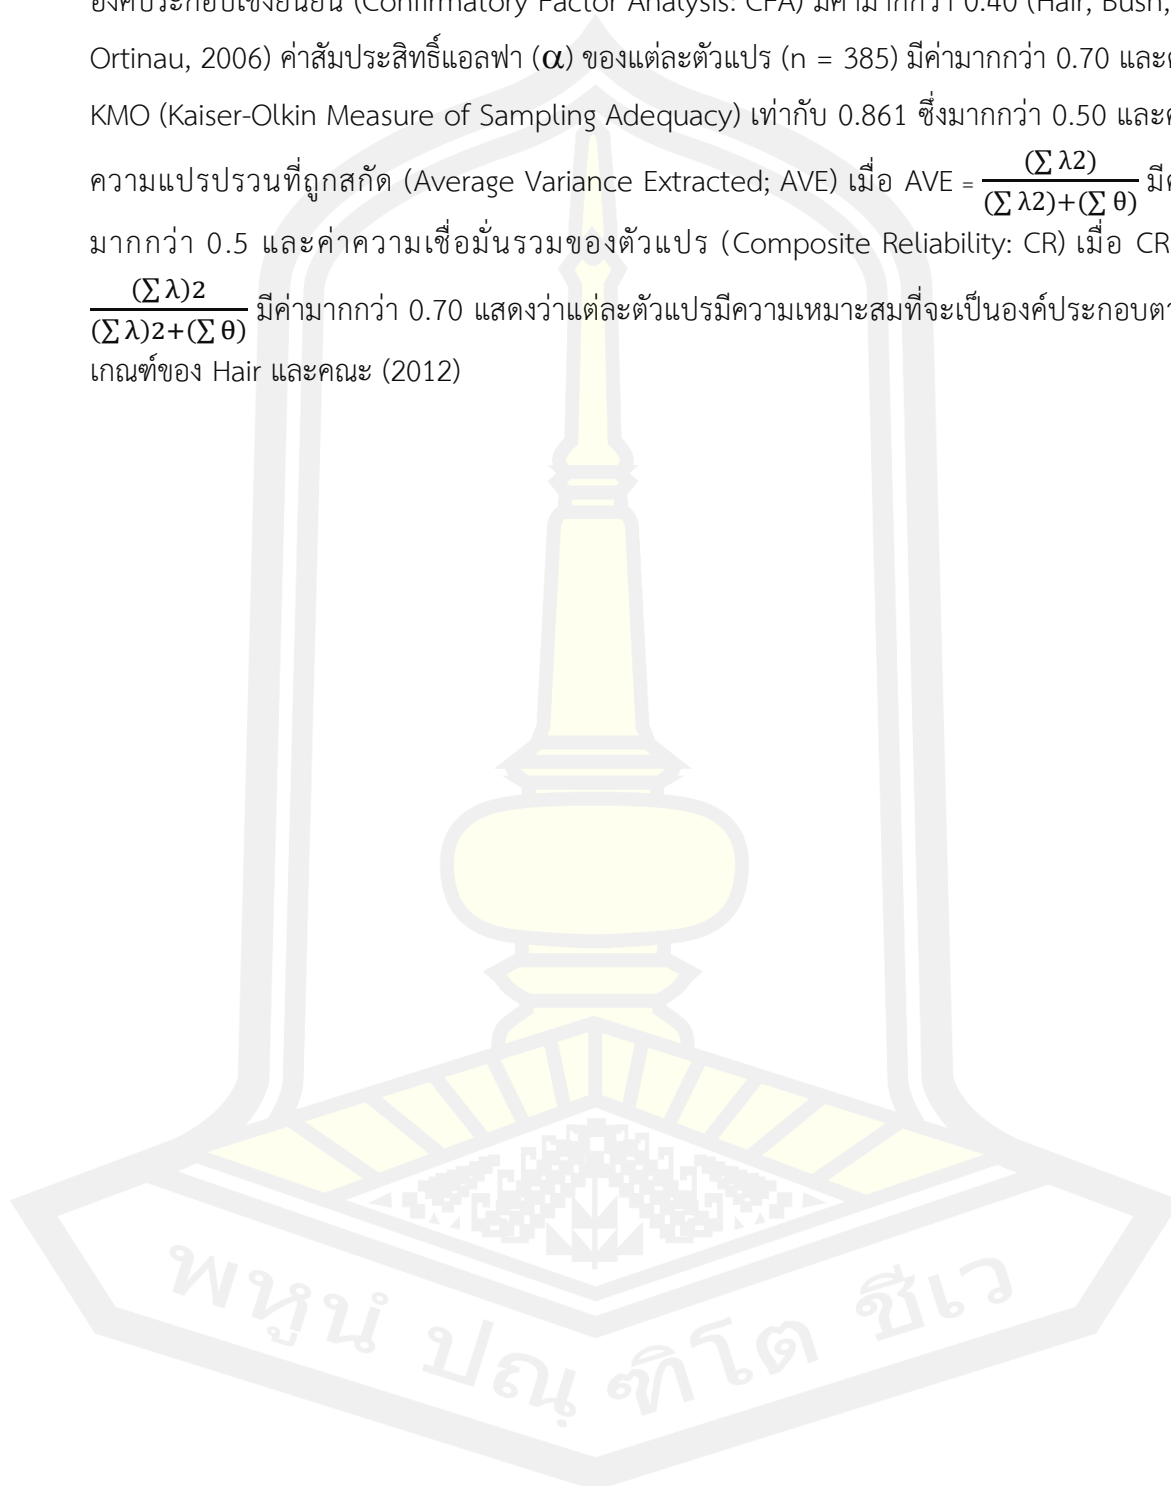 องค์ประกอบเชิงยืนยัน (Confirmatory Factor Analysis: CFA) มีค่ามากกว่า 0.40 (Hair, Bush,
Ortinau, 2006) ค่าสัมประสิทธิ์แอลฟา (α) ของแต่ละตัวแปร (n = 385) มีค่ามากกว่า 0.70 และ
KMO (Kaiser-Olkin Measure of Sampling Adequacy) เท่ากับ 0.861 ซึ่งมากกว่า 0.50 และ
ความแปรปรวนที่ถูกสกัด (Average Variance Extracted; AVE) เมื่อ AVE = (∑ λ2) / (∑ λ2)+(∑ θ)
มากกว่า 0.5 และค่าความเชื่อมั่นรวมของตัวแปร (Composite Reliability: CR) เมื่อ CR
(∑ λ)2 / (∑ λ)2+(∑ θ) มีค่ามากกว่า 0.70 แสดงว่าแต่ละตัวแปรมีความเหมาะสมที่จะเป็นองค์ประกอบ
เกณฑ์ของ Hair และคณะ (2012)
พหูนํ ปณฺฑิโต ชีเว